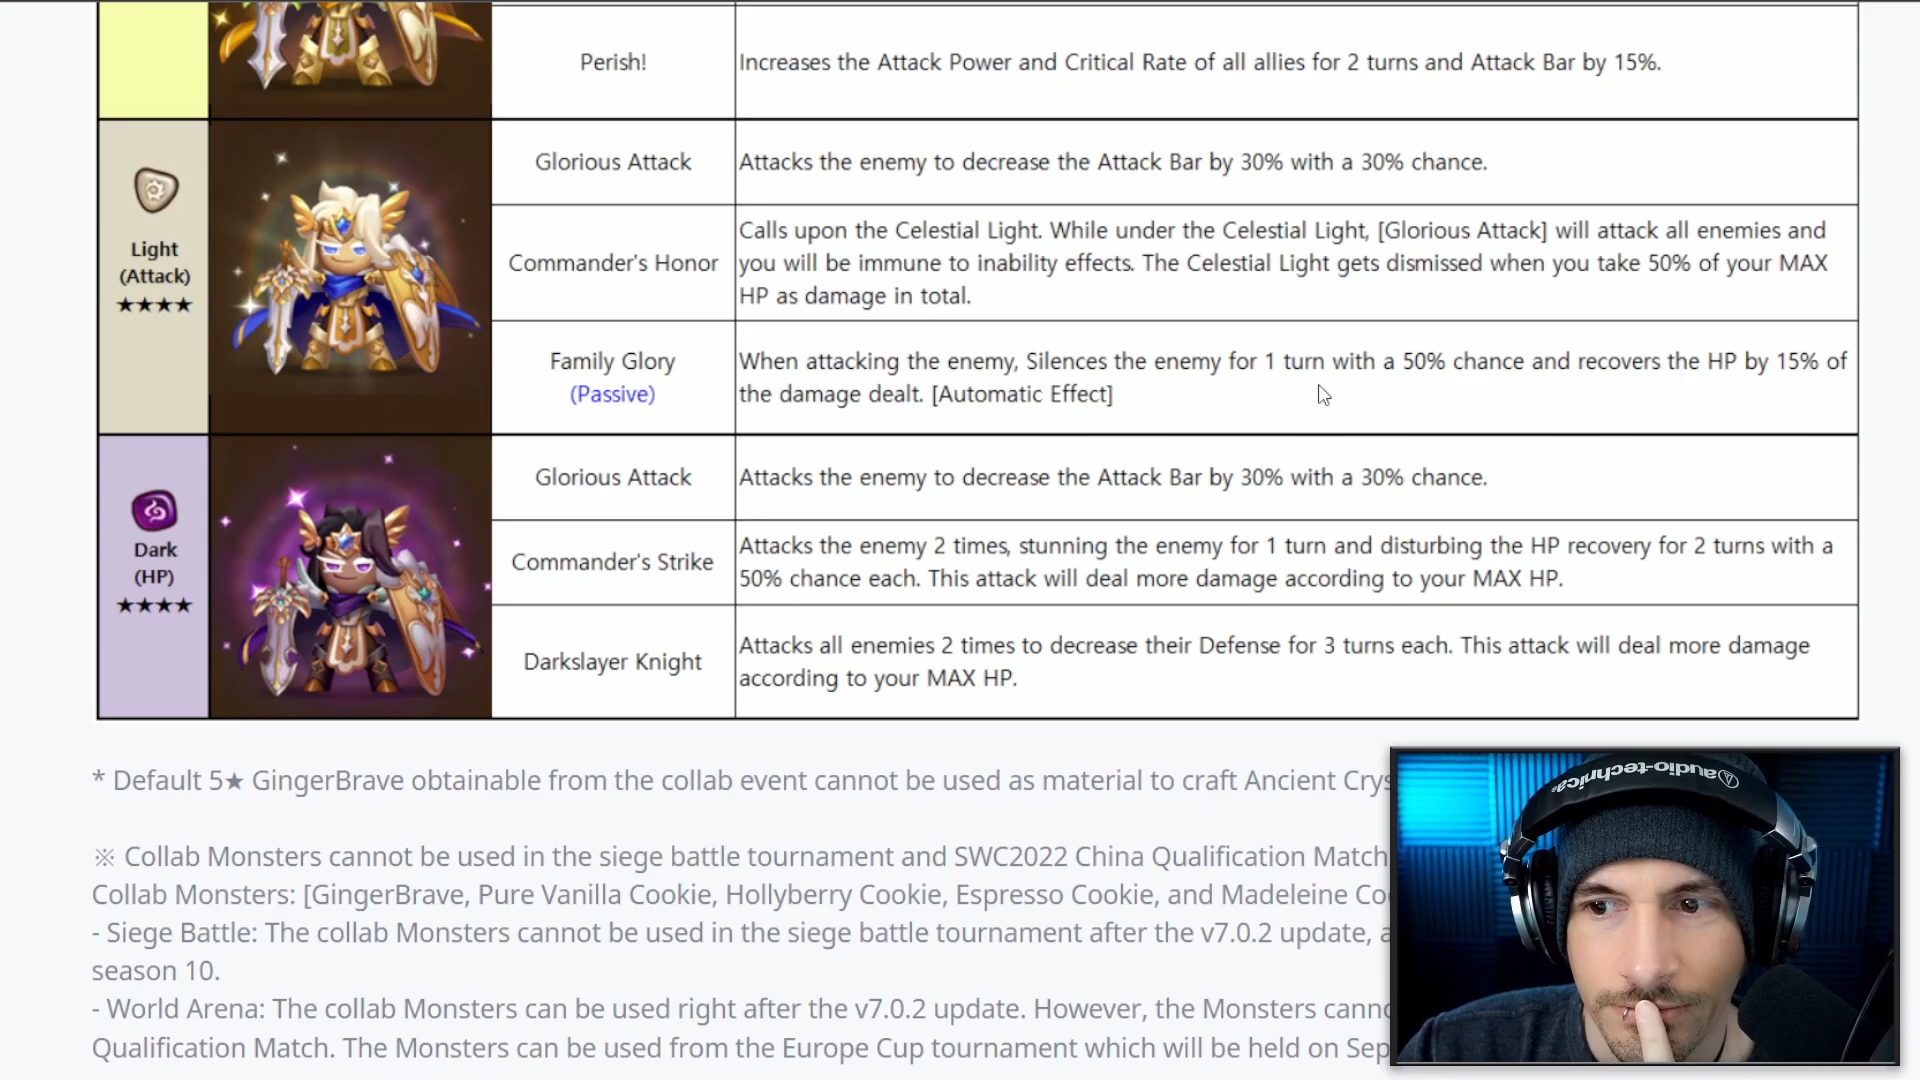 Perish!
Increases the Attack Power and Critical Rate of all allies for 2 turns and Attack Bar by 15%.
Light
(Attack)
★★★★
Glorious Attack
Attacks the enemy to decrease the Attack Bar by 30% with a 30% chance.
Commander's Honor
Calls upon the Celestial Light. While under the Celestial Light, [Glorious Attack] will attack all enemies and
you will be immune to inability effects. The Celestial Light gets dismissed when you take 50% of your MAX
HP as damage in total.
Family Glory
(Passive)
When attacking the enemy, Silences the enemy for 1 turn with a 50% chance and recovers the HP by 15% of
the damage dealt. [Automatic Effect]
Dark
(HP)
★★★★
Glorious Attack
Attacks the enemy to decrease the Attack Bar by 30% with a 30% chance.
Commander's Strike
Attacks the enemy 2 times, stunning the enemy for 1 turn and disturbing the HP recovery for 2 turns with a
50% chance each. This attack will deal more damage according to your MAX HP.
Darkslayer Knight
Attacks all enemies 2 times to decrease their Defense for 3 turns each. This attack will deal more damage
according to your MAX HP.
* Default 5★ GingerBrave obtainable from the collab event cannot be used as material to craft Ancient Crys
※ Collab Monsters cannot be used in the siege battle tournament and SWC2022 China Qualification Match
Collab Monsters: [GingerBrave, Pure Vanilla Cookie, Hollyberry Cookie, Espresso Cookie, and Madeleine Co
- Siege Battle: The collab Monsters cannot be used in the siege battle tournament after the v7.0.2 update, a
season 10.
- World Arena: The collab Monsters can be used right after the v7.0.2 update. However, the Monsters canno
Qualification Match. The Monsters can be used from the Europe Cup tournament which will be held on Sep
audio-technica